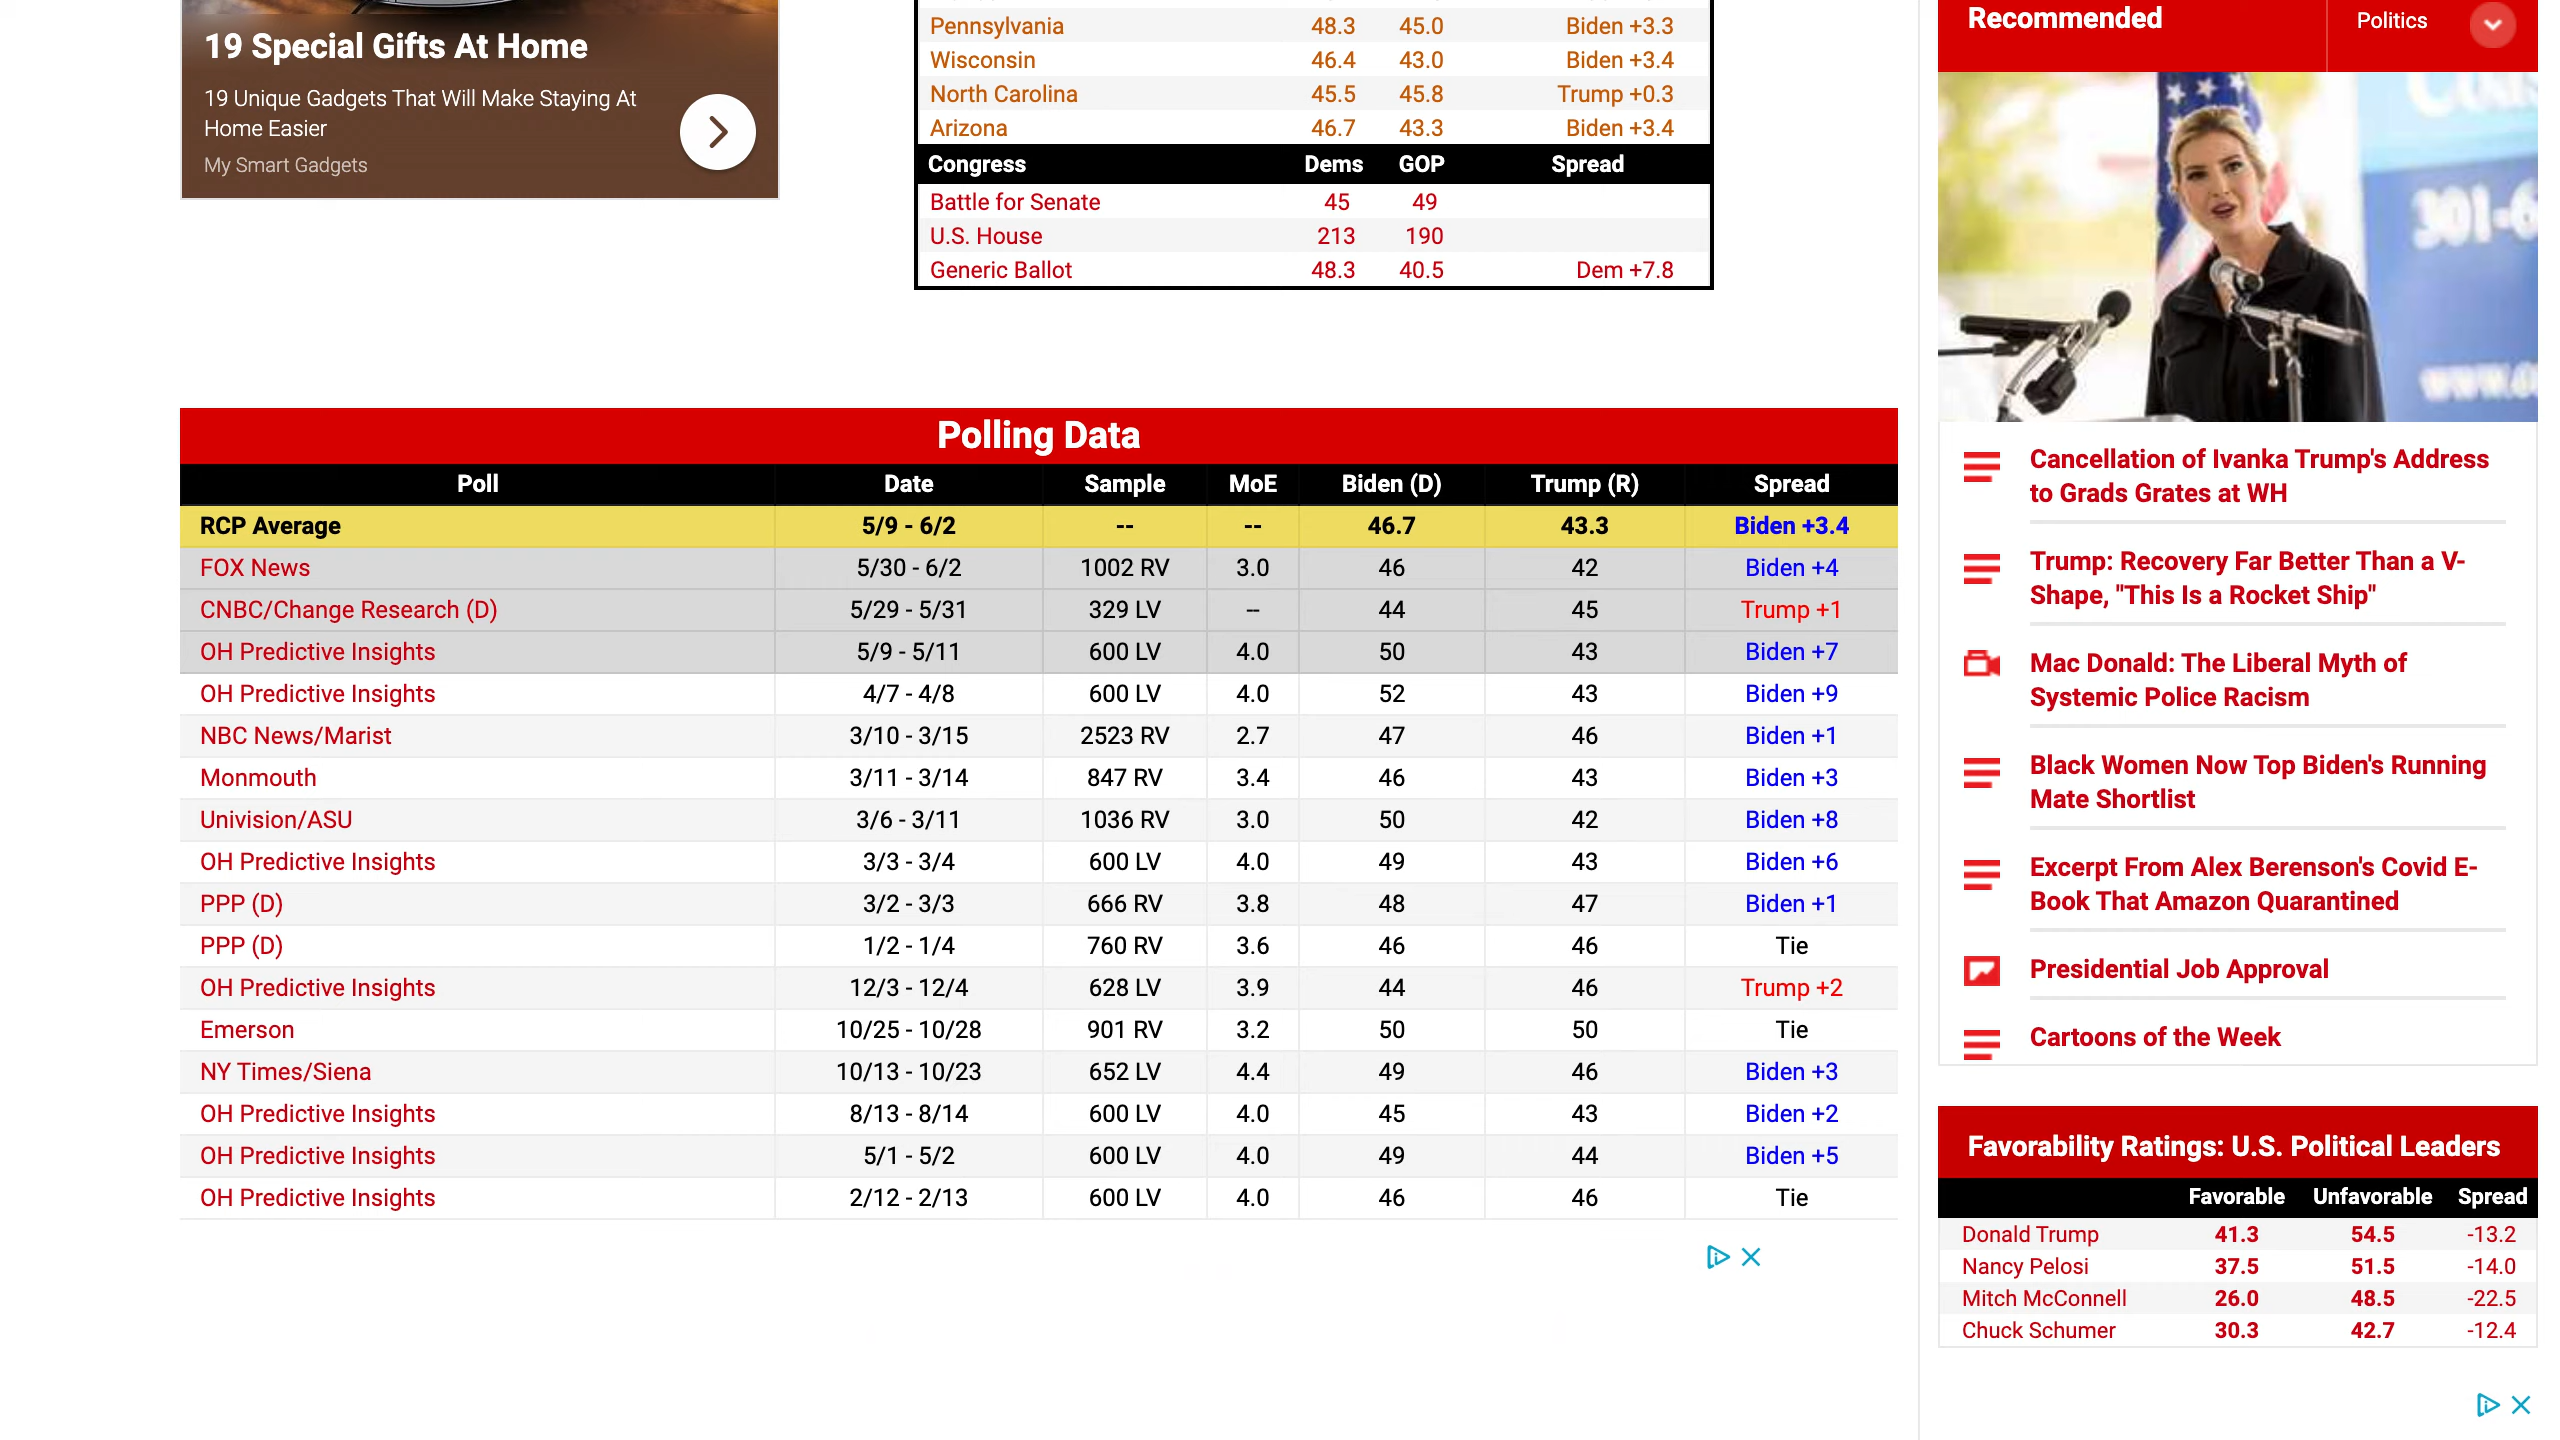 19 Special Gifts At Home
19 Unique Gadgets That Will Make Staying At
Home Easier
My Smart Gadgets
Pennsylvania 48.3 45.0 Biden +3.3
Wisconsin 46.4 43.0 Biden +3.4
North Carolina 45.5 45.8 Trump +0.3
Arizona 46.7 43.3 Biden +3.4
Congress Dems GOP Spread
Battle for Senate 45 49
U.S. House 213 190
Generic Ballot 48.3 40.5 Dem +7.8
Polling Data
Poll Date Sample MoE Biden (D) Trump (R) Spread
RCP Average 5/9 - 6/2 -- -- 46.7 43.3 Biden +3.4
FOX News 5/30 - 6/2 1002 RV 3.0 46 42 Biden +4
CNBC/Change Research (D) 5/29 - 5/31 329 LV -- 44 45 Trump +1
OH Predictive Insights 5/9 - 5/11 600 LV 4.0 50 43 Biden +7
OH Predictive Insights 4/7 - 4/8 600 LV 4.0 52 43 Biden +9
NBC News/Marist 3/10 - 3/15 2523 RV 2.7 47 46 Biden +1
Monmouth 3/11 - 3/14 847 RV 3.4 46 43 Biden +3
Univision/ASU 3/6 - 3/11 1036 RV 3.0 50 42 Biden +8
OH Predictive Insights 3/3 - 3/4 600 LV 4.0 49 43 Biden +6
PPP (D) 3/2 - 3/3 666 RV 3.8 48 47 Biden +1
PPP (D) 1/2 - 1/4 760 RV 3.6 46 46 Tie
OH Predictive Insights 12/3 - 12/4 628 LV 3.9 44 46 Trump +2
Emerson 10/25 - 10/28 901 RV 3.2 50 50 Tie
NY Times/Siena 10/13 - 10/23 652 LV 4.4 49 46 Biden +3
OH Predictive Insights 8/13 - 8/14 600 LV 4.0 45 43 Biden +2
OH Predictive Insights 5/1 - 5/2 600 LV 4.0 49 44 Biden +5
OH Predictive Insights 2/12 - 2/13 600 LV 4.0 46 46 Tie
Recommended Politics
301-6
www.
Cancellation of Ivanka Trump's Address
to Grads Grates at WH
Trump: Recovery Far Better Than a V-
Shape, "This Is a Rocket Ship"
Mac Donald: The Liberal Myth of
Systemic Police Racism
Black Women Now Top Biden's Running
Mate Shortlist
Excerpt From Alex Berenson's Covid E-
Book That Amazon Quarantined
Presidential Job Approval
Cartoons of the Week
Favorability Ratings: U.S. Political Leaders
Favorable Unfavorable Spread
Donald Trump 41.3 54.5 -13.2
Nancy Pelosi 37.5 51.5 -14.0
Mitch McConnell 26.0 48.5 -22.5
Chuck Schumer 30.3 42.7 -12.4